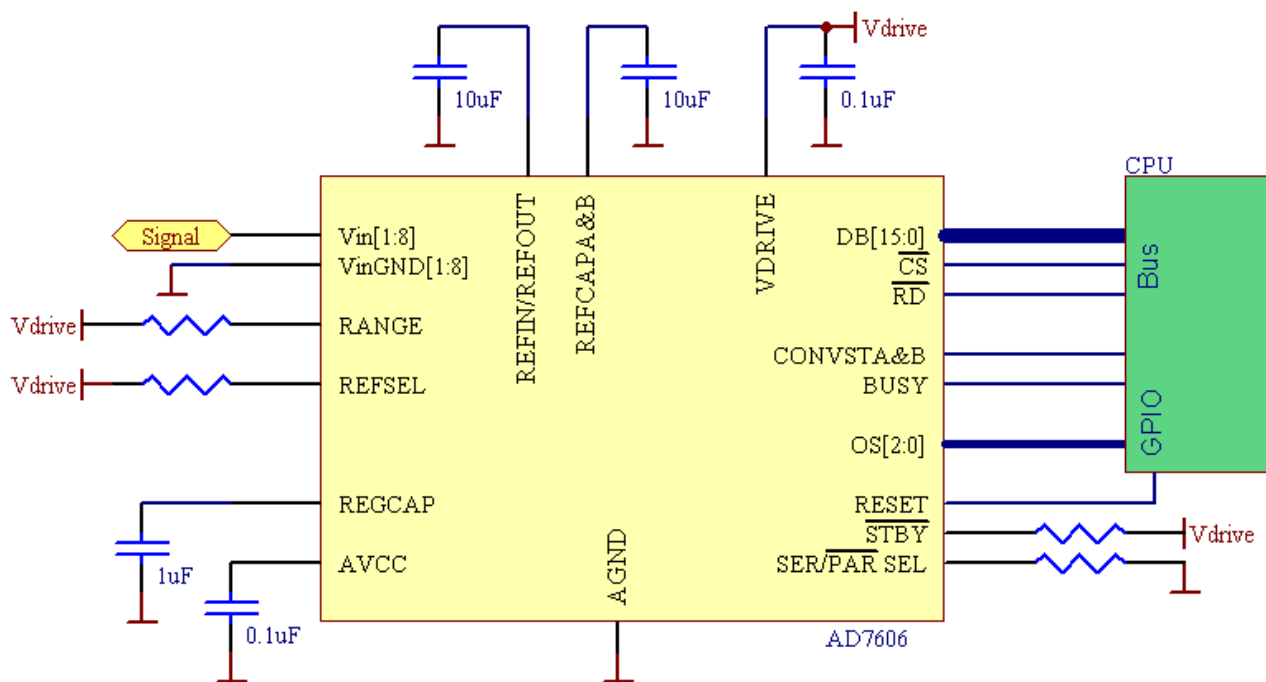 Vdrive
10uF
10uF
0.1uF
CPU
REFIN/REFOUT
REFCAPA&B
VDRIVE
Signal
Vin[1:8]
VinGND[1:8]
Vdrive
RANGE
Vdrive
REFSEL
REGCAP
1uF
AVCC
0.1uF
AGND
DB[15:0]
CS
RD
CONVSTA&B
BUSY
OS[2:0]
RESET
STBY
SER/PAR SEL
Bus
GPIO
Vdrive
AD7606